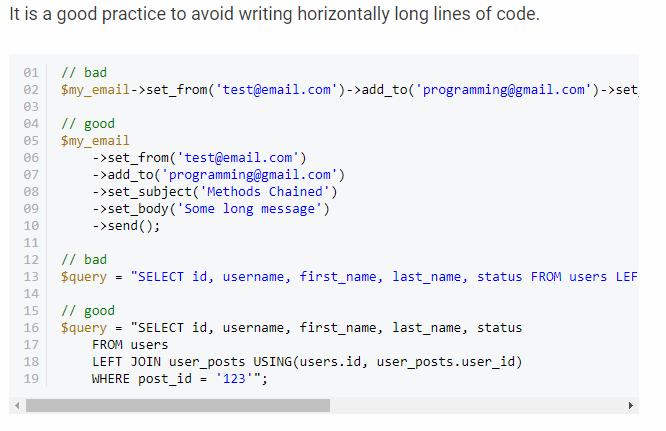 It is a good practice to avoid writing horizontally long lines of code.
01 // bad
02 $my_email->set_from('test@email.com')->add_to('programming@gmail.com')->set_
03
04 // good
05 $my_email
06     ->set_from('test@email.com')
07     ->add_to('programming@gmail.com')
08     ->set_subject('Methods Chained')
09     ->set_body('Some long message')
10     ->send();
11
12 // bad
13 $query = "SELECT id, username, first_name, last_name, status FROM users LEF
14
15 // good
16 $query = "SELECT id, username, first_name, last_name, status
17     FROM users
18     LEFT JOIN user_posts USING(users.id, user_posts.user_id)
19     WHERE post_id = '123'";